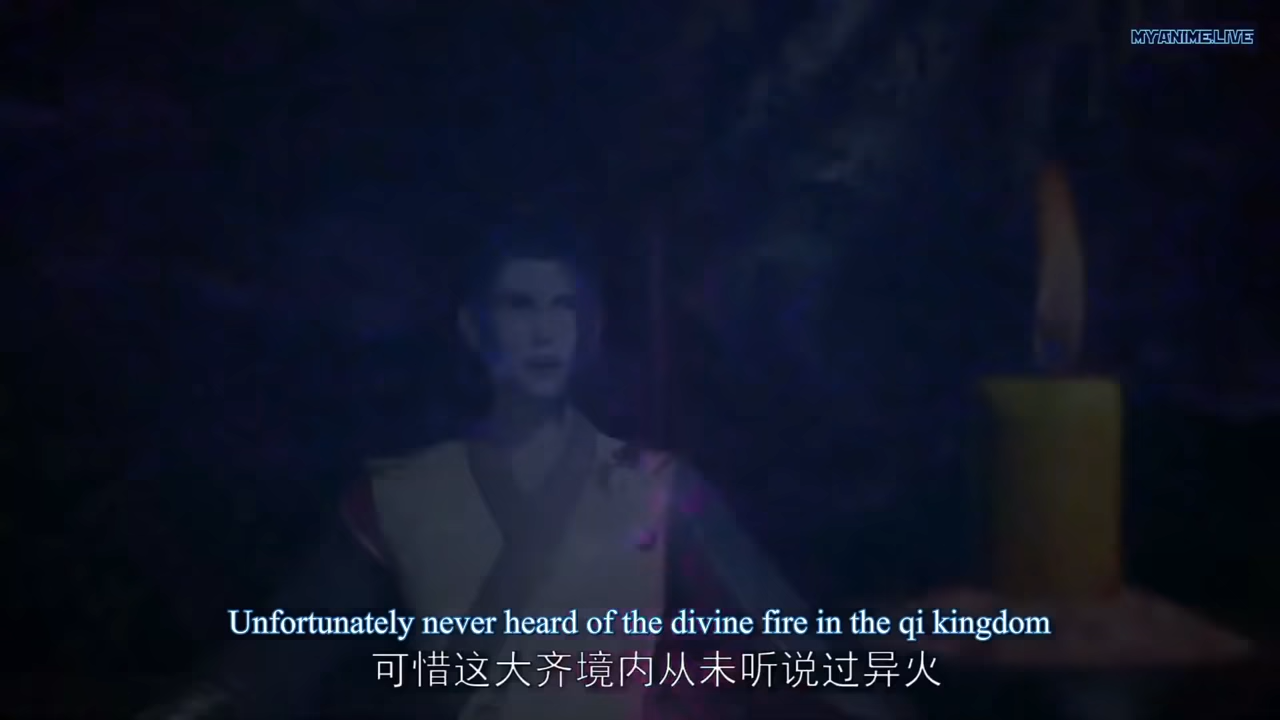 MYANIME.LIVE
Unfortunately never heard of the divine fire in the qi kingdom
可惜这大齐境内从未听说过异火